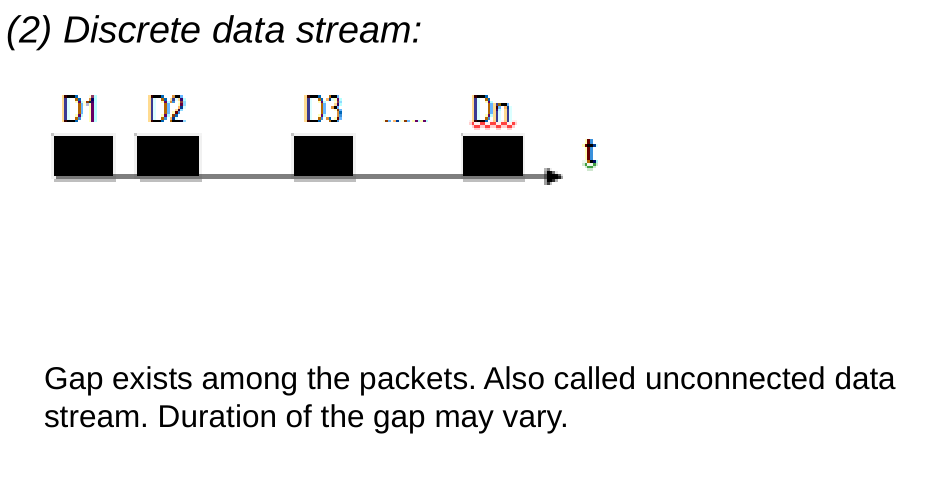 (2) Discrete data stream:
D1 D2 D3 ..... Dn
t
Gap exists among the packets. Also called unconnected data
stream. Duration of the gap may vary.